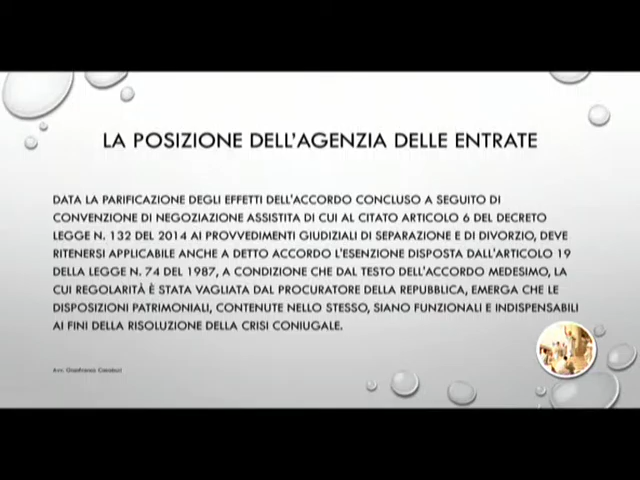 LA POSIZIONE DELL'AGENZIA DELLE ENTRATE
DATA LA PARIFICAZIONE DEGLI EFFETTI DELL'ACCORDO CONCLUSO A SEGUITO DI
CONVENZIONE DI NEGOZIAZIONE ASSISTITA DI CUI AL CITATO ARTICOLO 6 DEL DECRETO
LEGGE N. 132 DEL 2014 AI PROVVEDIMENTI GIUDIZIALI DI SEPARAZIONE E DI DIVORZIO, DEVE
RITENERSI APPLICABILE ANCHE A DETTO ACCORDO L'ESENZIONE DISPOSTA DALL'ARTICOLO 19
DELLA LEGGE N. 74 DEL 1987, A CONDIZIONE CHE DAL TESTO DELL'ACCORDO MEDESIMO, LA
CUI REGOLARITÀ È STATA VAGLIATA DAL PROCURATORE DELLA REPUBBLICA, EMERGA CHE LE
DISPOSIZIONI PATRIMONIALI, CONTENUTE NELLO STESSO, SIANO FUNZIONALI E INDISPENSABILI
AI FINI DELLA RISOLUZIONE DELLA CRISI CONIUGALE.
Avv.